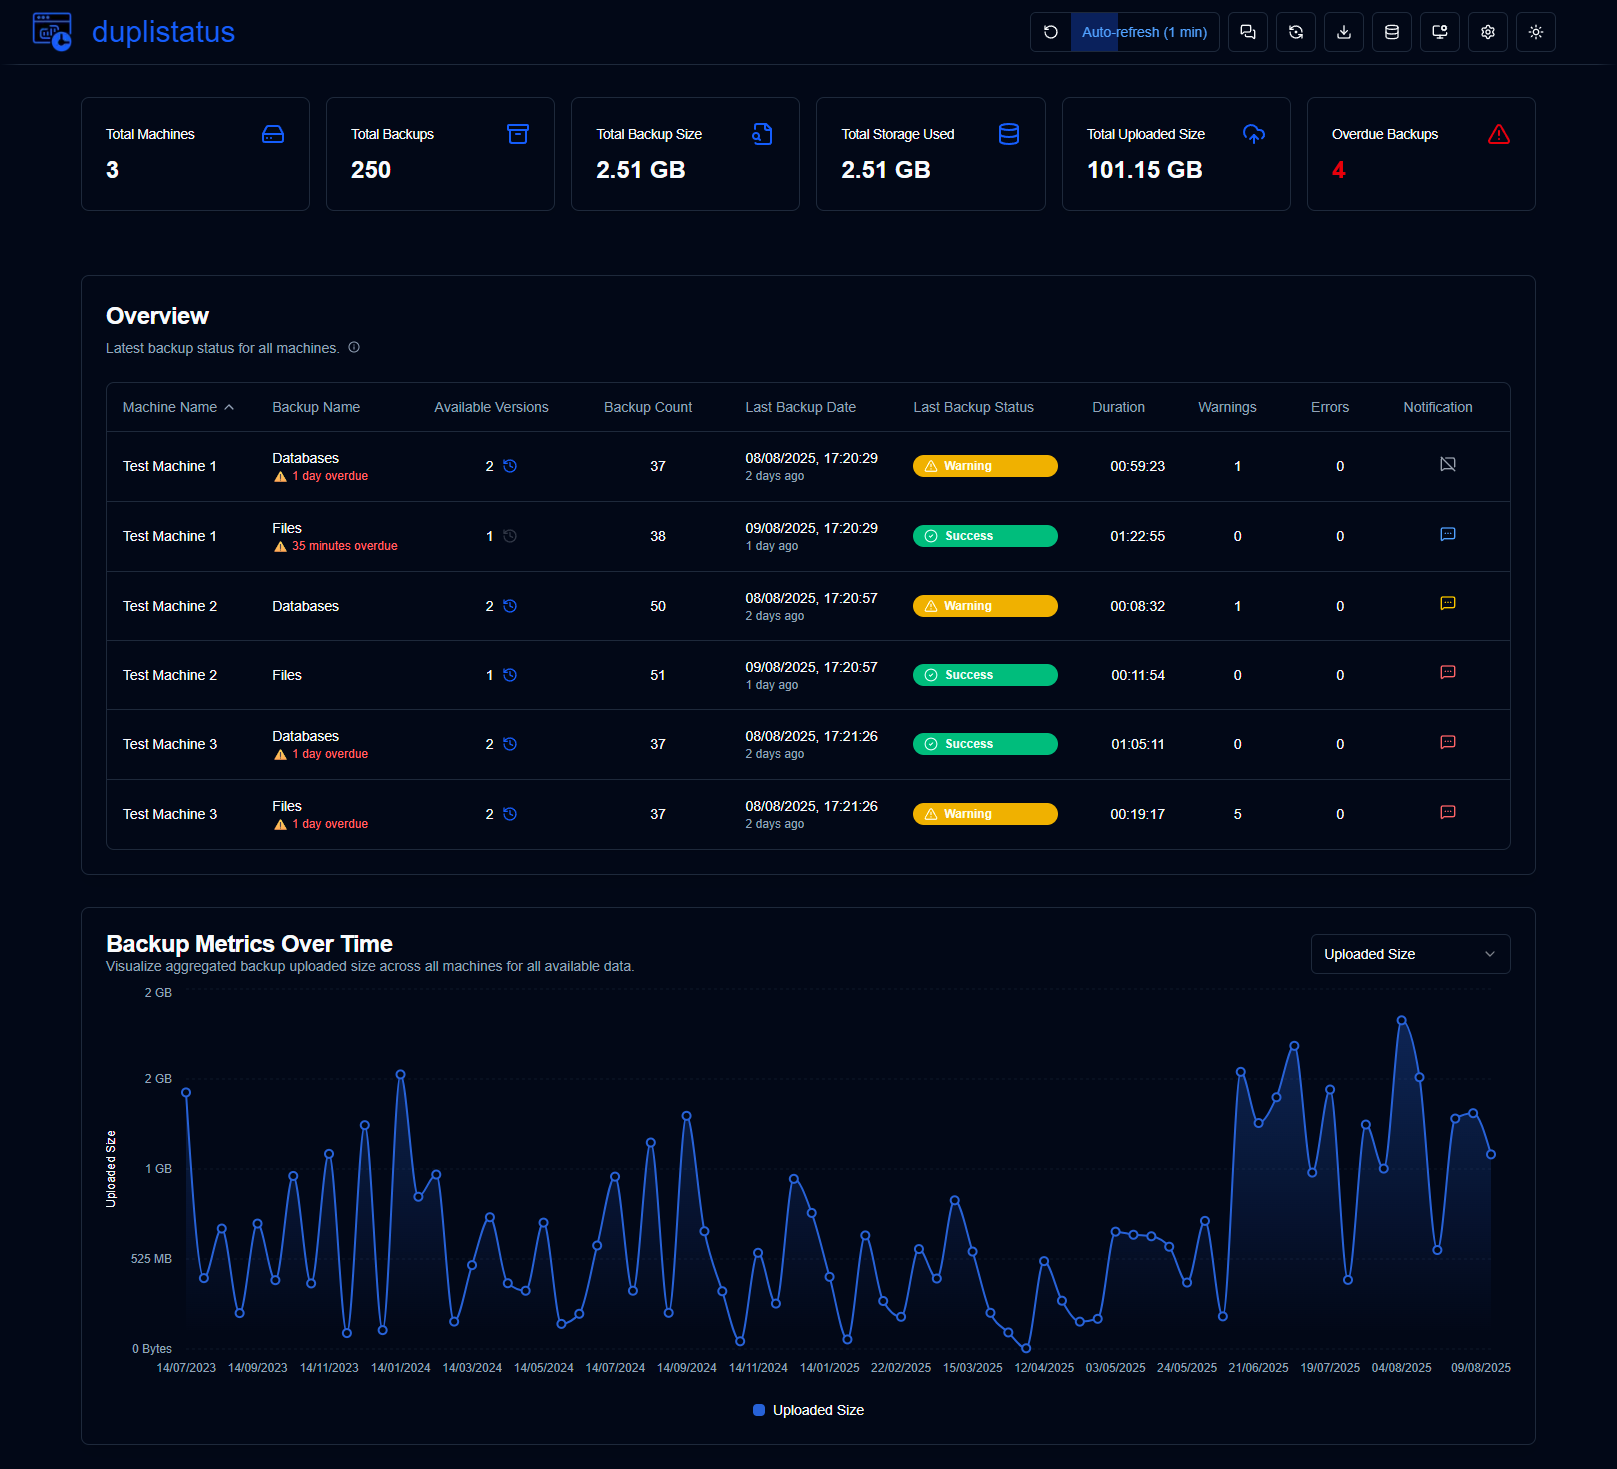 duplistatus
Auto-refresh (1 min)
Total Machines
3
Total Backups
250
Total Backup Size
2.51 GB
Total Storage Used
2.51 GB
Total Uploaded Size
101.15 GB
Overdue Backups
4
Overview
Latest backup status for all machines.
Machine Name Backup Name Available Versions Backup Count Last Backup Date Last Backup Status Duration Warnings Errors Notification
Test Machine 1 Databases 2 37 08/08/2025, 17:20:29 Warning 00:59:23 1 0
1 day overdue 2 days ago
Test Machine 1 Files 1 38 09/08/2025, 17:20:29 Success 01:22:55 0 0
35 minutes overdue 1 day ago
Test Machine 2 Databases 2 50 08/08/2025, 17:20:57 Warning 00:08:32 1 0
2 days ago
Test Machine 2 Files 1 51 09/08/2025, 17:20:57 Success 00:11:54 0 0
1 day ago
Test Machine 3 Databases 2 37 08/08/2025, 17:21:26 Success 01:05:11 0 0
1 day overdue 2 days ago
Test Machine 3 Files 2 37 08/08/2025, 17:21:26 Warning 00:19:17 5 0
1 day overdue 2 days ago
Backup Metrics Over Time
Visualize aggregated backup uploaded size across all machines for all available data.
Uploaded Size
2 GB
2 GB
1 GB
525 MB
0 Bytes
Uploaded Size
14/07/2023 14/09/2023 14/11/2023 14/01/2024 14/03/2024 14/05/2024 14/07/2024 14/09/2024 14/11/2024 14/01/2025 22/02/2025 15/03/2025 12/04/2025 03/05/2025 24/05/2025 21/06/2025 19/07/2025 04/08/2025 09/08/2025
Uploaded Size